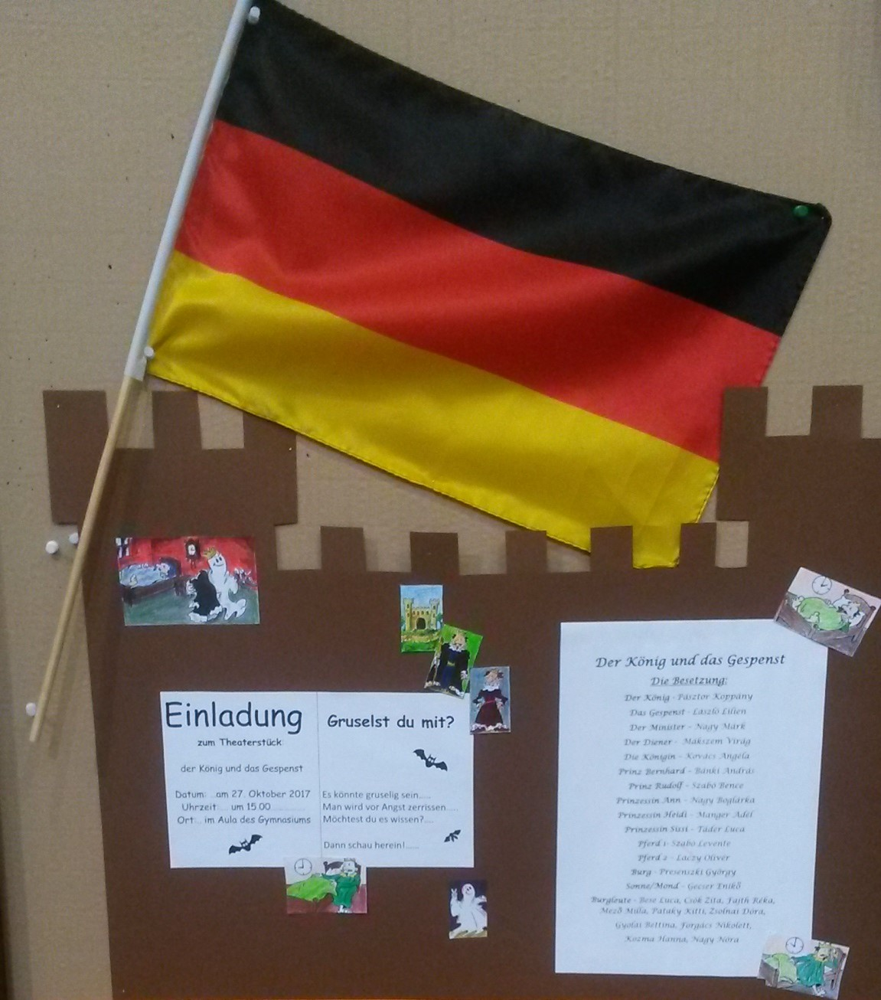 Einladung
zum Theaterstück
der König und das Gespenst
Datum: ...am 27. Oktober 2017
Uhrzeit:.... um 15.00
Ort:... im Aula des Gymnasiums
Gruselst du mit?
Es könnte gruselig sein.....
Man wird vor Angst zerrissen.....
Möchtest du es wissen?....
Dann schau herein!......
Der König und das Gespenst
Die Besetzung:
Der König - Pásztor Koppány
Das Gespenst - László Lilien
Der Minister - Nagy Márk
Der Diener - Makszem Virág
Die Königin - Kovács Angéla
Prinz Bernhard - Bánki András
Prinz Rudolf - Szabó Bence
Prinzessin Ann - Nagy Boglárka
Prinzessin Heidi - Manger Adél
Prinzessin Sissi - Táder Luca
Pferd 1- Szabó Levente
Pferd 2 - Laczy Olivér
Burg - Presenszki György
Sonne/Mond - Gecser Enikő
Burgleute - Bese Luca, Csók Zita, Fajth Réka,
Mező Milla, Pataky Kitti, Zsolnai Dóra,
Gyolai Bettina, Forgács Nikolett,
Kozma Hanna, Nagy Nóra